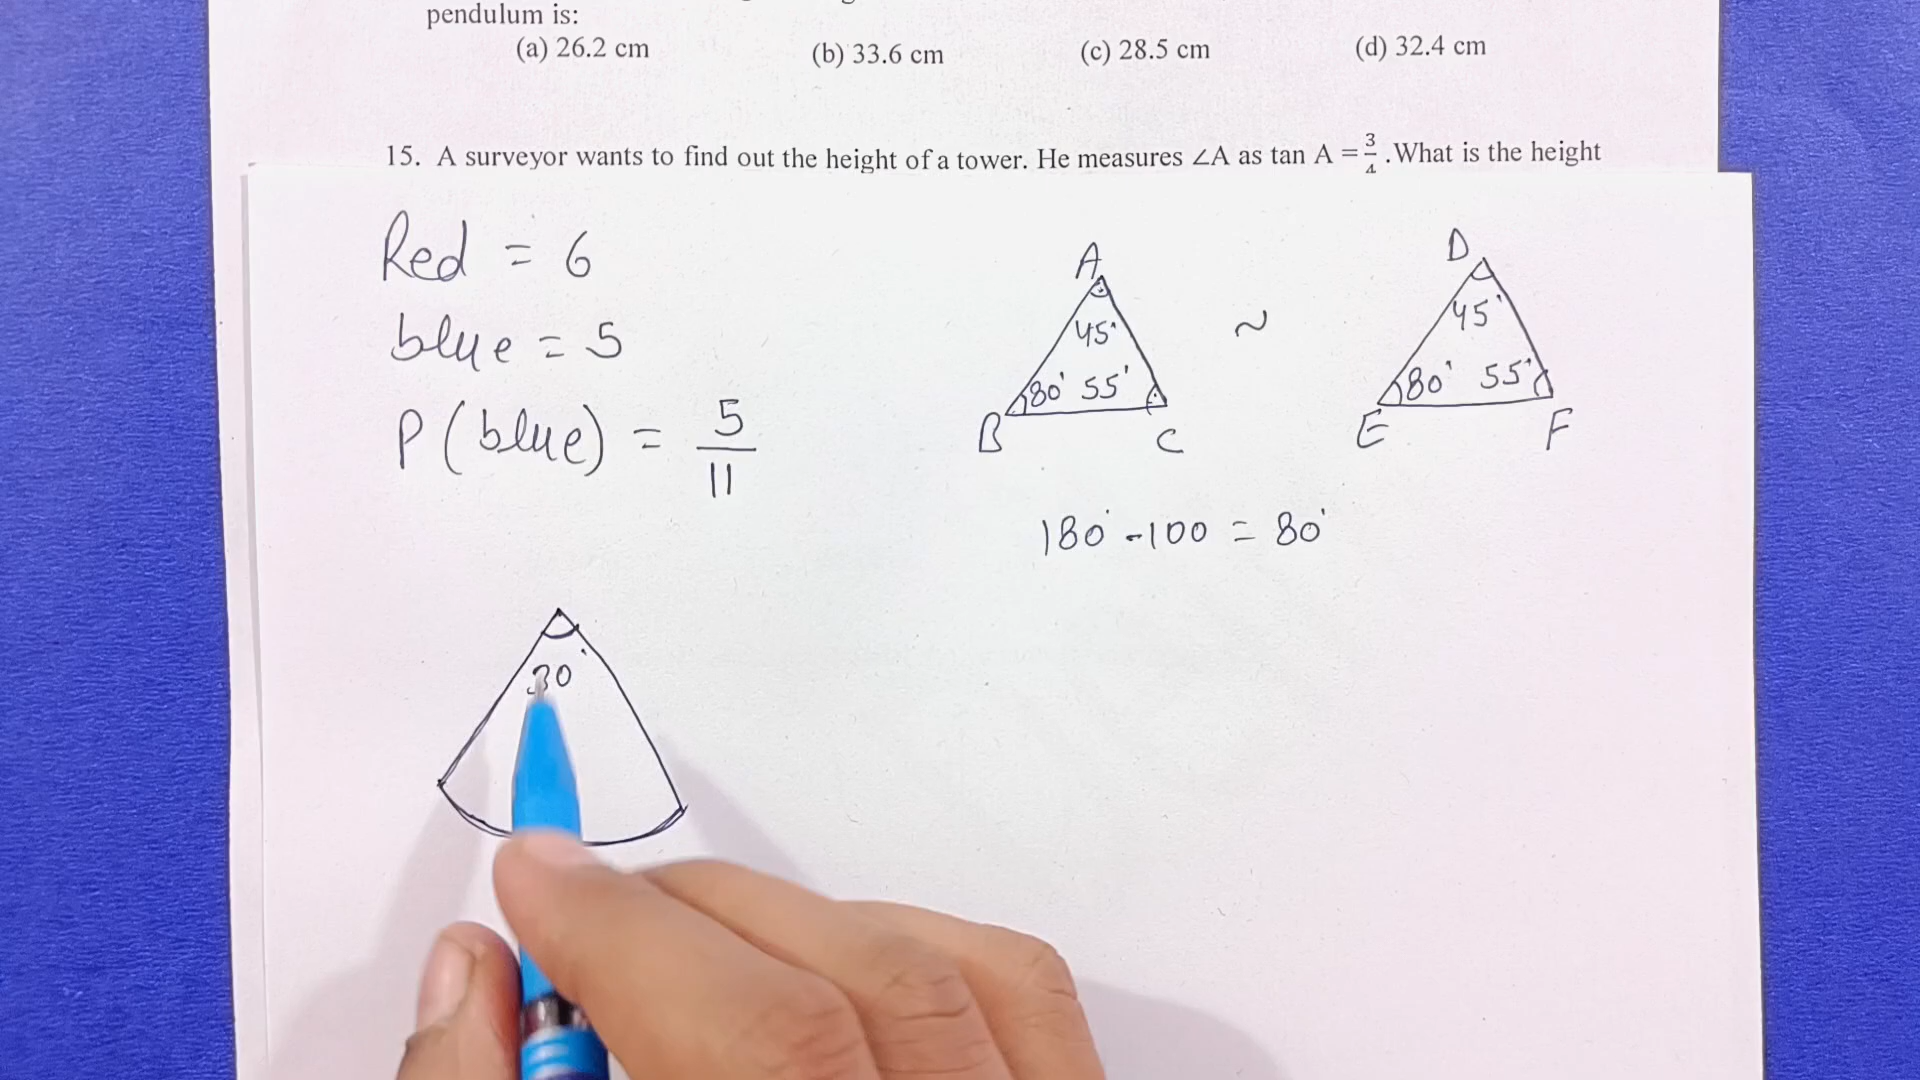 pendulum is:
(a) 26.2 cm (b) 33.6 cm (c) 28.5 cm (d) 32.4 cm
15. A surveyor wants to find out the height of a tower. He measures ∠A as tan A = 3/4 .What is the height
Red = 6
blue = 5
P (blue) = 5/11
A
45°
80° 55°
B C
~
D
45°
80° 55°
E F
180° - 100 = 80°
30°